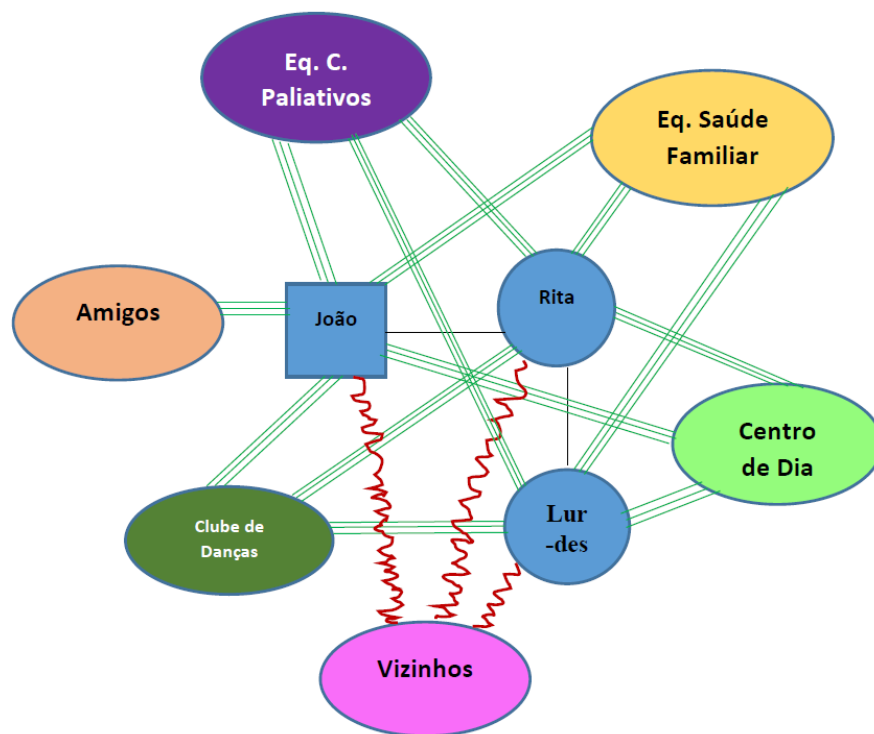 Eq. C.
Paliativos
Eq. Saúde
Familiar
Amigos
João
Rita
Centro
de Dia
Clube de
Danças
Lur
-des
Vizinhos